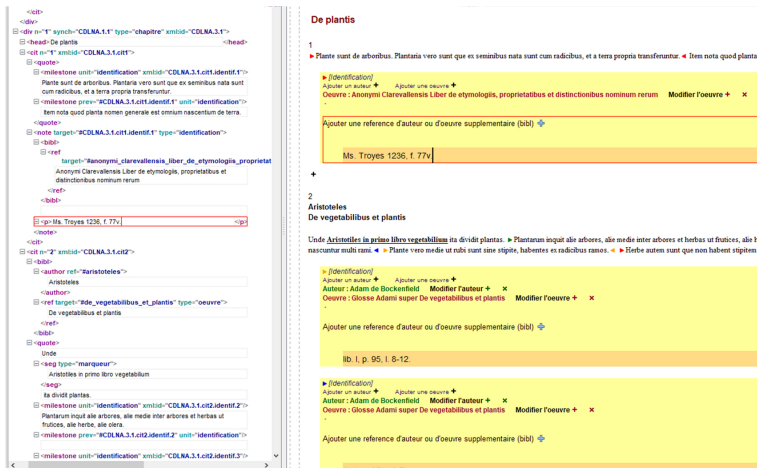 </cit>
</div>
<div n="1" synch="CDLNA.1.1" type="chapitre" xml:id="CDLNA.3.1">
<head>De plantis </head>
<cit n="1" xml:id="CDLNA.3.1.cit1">
<quote>
<milestone unit="identification" xml:id="CDLNA.3.1.cit1.identif.1"/>
Plante sunt de arboribus. Plantaria vero sunt que ex seminibus nata sunt
cum radicibus, et a terra propria transferuntur.
<milestone prev="#CDLNA.3.1.cit1.identif.1" unit="identification"/>
Item nota quod planta nomen generale est omnium nascentium de terra.
</quote>
<note target="#CDLNA.3.1.cit1.identif.1" type="identification">
<bibl>
<ref
target="#anonymi_clarevallensis_liber_de_etymologiis_proprietat
Anonymi Clarevallensis Liber de etymologiis, proprietatibus et
distinctionibus nominum rerum
</ref>
</bibl>
<p>Ms. Troyes 1236, f. 77v. </p>
</note>
</cit>
<cit n="2" xml:id="CDLNA.3.1.cit2">
<bibl>
<author ref="#aristoteles">
Aristoteles
</author>
<ref target="#de_vegetabilibus_et_plantis" type="oeuvre">
De vegetabilibus et plantis
</ref>
</bibl>
<quote>
Unde
<seg type="marqueur">
Aristotiles in primo libro vegetabilium
</seg>
ita dividit plantas.
<milestone unit="identification" xml:id="CDLNA.3.1.cit2.identif.2"/>
Plantarum inquit alie arbores, alie medie inter arbores et herbas ut
frutices, alie herbe, alie olera.
<milestone prev="#CDLNA.3.1.cit2.identif.2" unit="identification"/>
<milestone unit="identification" xml:id="CDLNA.3.1.cit2.identif.3"/>
De plantis
1
Plante sunt de arboribus. Plantaria vero sunt que ex seminibus nata sunt cum radicibus, et a terra propria transferuntur. Item nota quod planta
[Identification]
Ajouter un auteur + Ajouter une oeuvre +
Oeuvre : Anonymi Clarevallensis Liber de etymologiis, proprietatibus et distinctionibus nominum rerum Modifier l'oeuvre + ×
.
Ajouter une reference d'auteur ou d'oeuvre supplementaire (bibl)
Ms. Troyes 1236, f. 77v.
+
2
Aristoteles
De vegetabilibus et plantis
Unde Aristotiles in primo libro vegetabilium ita dividit plantas. Plantarum inquit alie arbores, alie medie inter arbores et herbas ut frutices, alie h
nascuntur multi rami. Plante vero medie ut rubi sunt sine stipite, habentes ex radicibus ramos. Herbe autem sunt que non habent stipitem
[Identification]
Ajouter un auteur + Ajouter une oeuvre +
Auteur : Adam de Bockenfield Modifier l'auteur + ×
Oeuvre : Glosse Adami super De vegetabilibus et plantis Modifier l'oeuvre + ×
.
Ajouter une reference d'auteur ou d'oeuvre supplementaire (bibl)
lib. I, p. 95, l. 8-12.
[Identification]
Ajouter un auteur + Ajouter une oeuvre +
Auteur : Adam de Bockenfield Modifier l'auteur + ×
Oeuvre : Glosse Adami super De vegetabilibus et plantis Modifier l'oeuvre + ×
.
Ajouter une reference d'auteur ou d'oeuvre supplementaire (bibl)